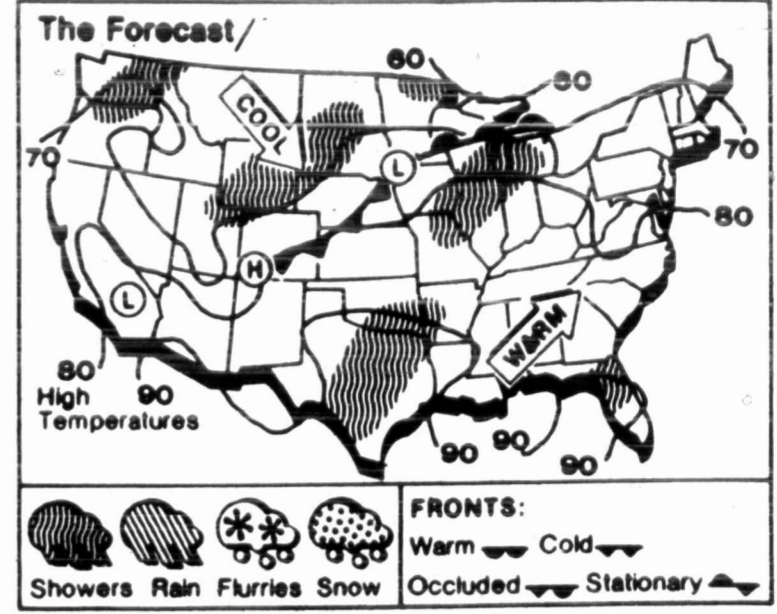 The Forecast/
60
60
COOL
70
L
70
80
H
L
WARM
80
90
High
Temperatures
90
90
90
FRONTS:
Warm Cold
Showers Rain Flurries Snow
Occluded Stationary